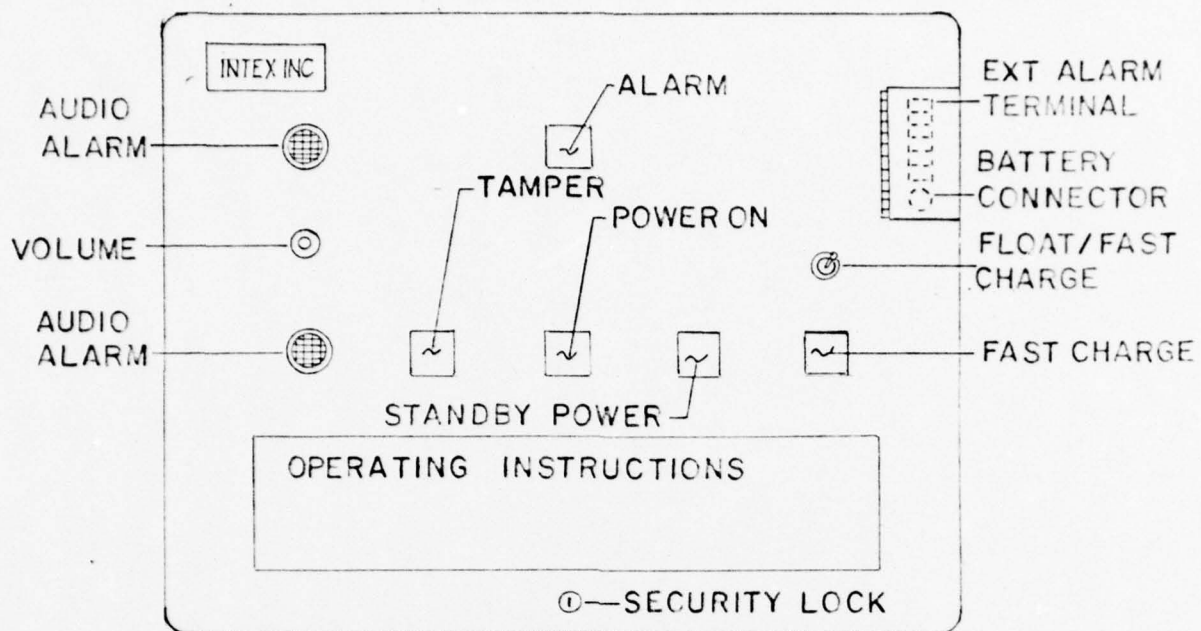 INTEX INC
AUDIO
ALARM
ALARM
EXT ALARM
TERMINAL
TAMPER
BATTERY
CONNECTOR
POWER ON
VOLUME
FLOAT/FAST
CHARGE
AUDIO
ALARM
FAST CHARGE
STANDBY POWER
OPERATING INSTRUCTIONS
SECURITY LOCK